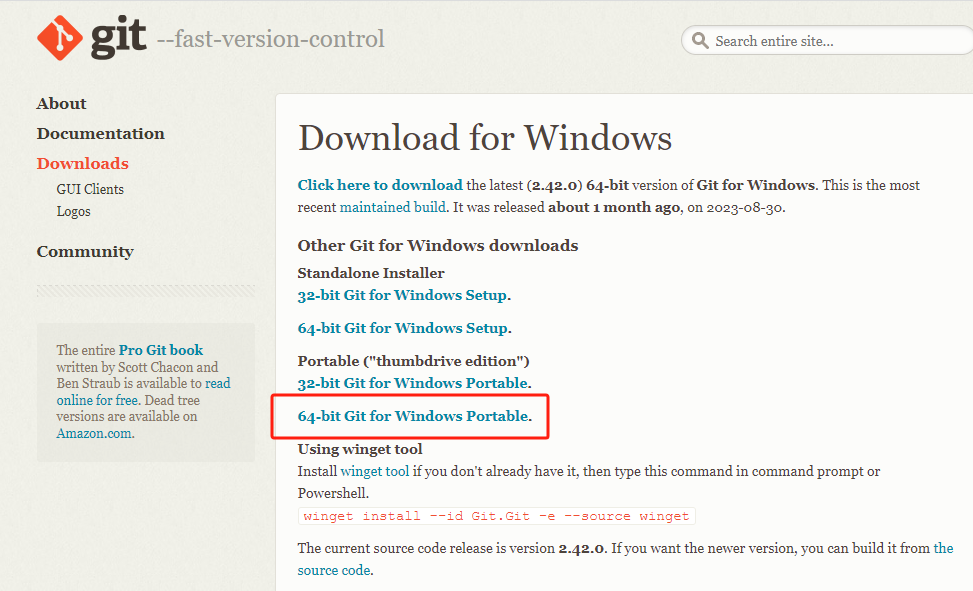 git --fast-version-control
Search entire site...
About
Documentation
Downloads
GUI Clients
Logos
Community
The entire Pro Git book
written by Scott Chacon and
Ben Straub is available to read
online for free. Dead tree
versions are available on
Amazon.com.
Download for Windows
Click here to download the latest (2.42.0) 64-bit version of Git for Windows. This is the most
recent maintained build. It was released about 1 month ago, on 2023-08-30.
Other Git for Windows downloads
Standalone Installer
32-bit Git for Windows Setup.
64-bit Git for Windows Setup.
Portable ("thumbdrive edition")
32-bit Git for Windows Portable.
64-bit Git for Windows Portable.
Using winget tool
Install winget tool if you don't already have it, then type this command in command prompt or
Powershell.
winget install --id Git.Git -e --source winget
The current source code release is version 2.42.0. If you want the newer version, you can build it from the
source code.